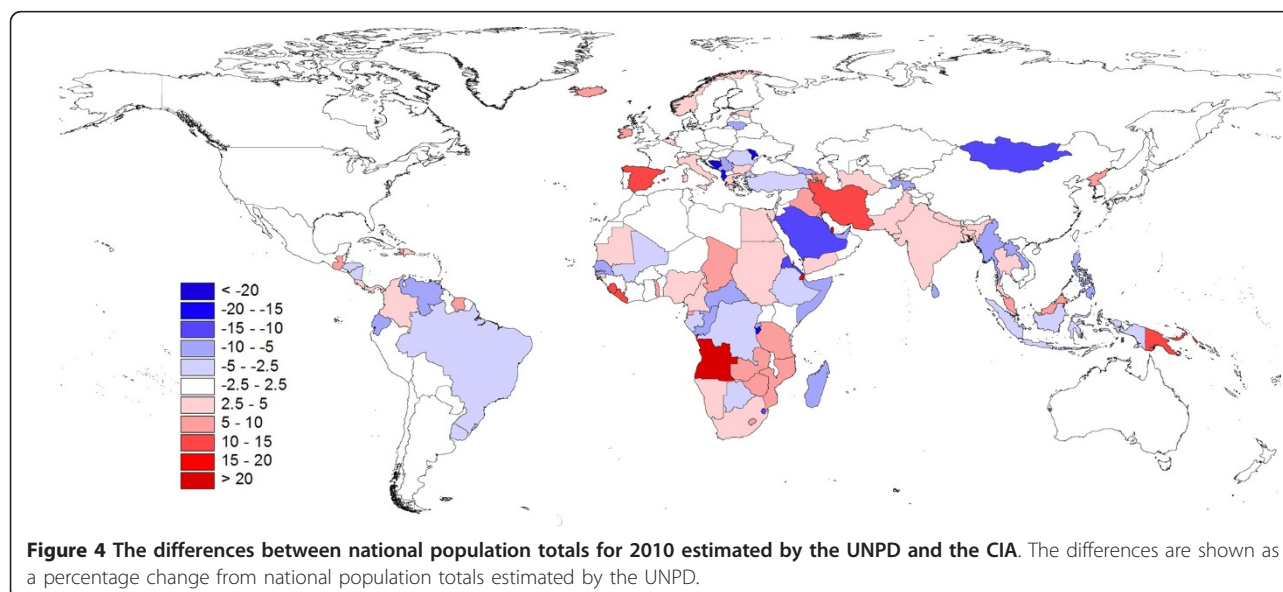 < -20
-20 - -15
-15 - -10
-10 - -5
-5 - -2.5
-2.5 - 2.5
2.5 - 5
5 - 10
10 - 15
15 - 20
> 20
Figure 4 The differences between national population totals for 2010 estimated by the UNPD and the CIA. The differences are shown as
a percentage change from national population totals estimated by the UNPD.